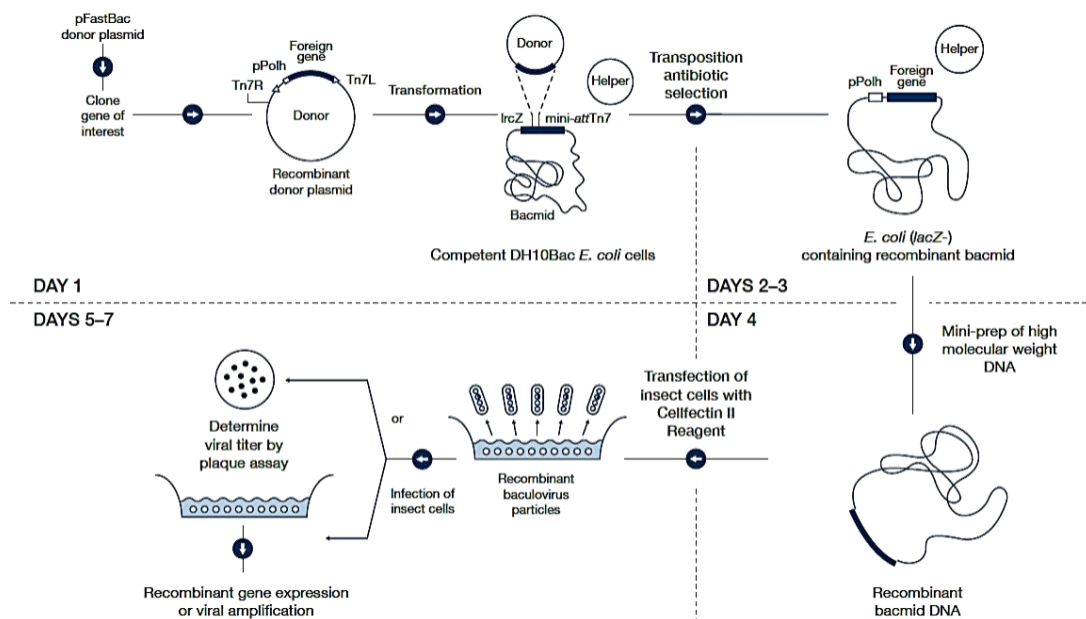 pFastBac
donor plasmid
Clone
gene of
interest
Tn7R
pPolh
Foreign
gene
Tn7L
Donor
Recombinant
donor plasmid
Transformation
Donor
Helper
lrcZ
mini-attTn7
Bacmid
Competent DH10Bac E. coli cells
Transposition
antibiotic
selection
Helper
pPolh
Foreign
gene
E. coli (lacZ-)
containing recombinant bacmid
DAY 1
DAYS 2–3
DAYS 5–7
DAY 4
Mini-prep of high
molecular weight
DNA
Recombinant
bacmid DNA
Transfection of
insect cells with
Cellfectin II
Reagent
Recombinant
baculovirus
particles
Infection of
insect cells
or
Determine
viral titer by
plaque assay
Recombinant gene expression
or viral amplification